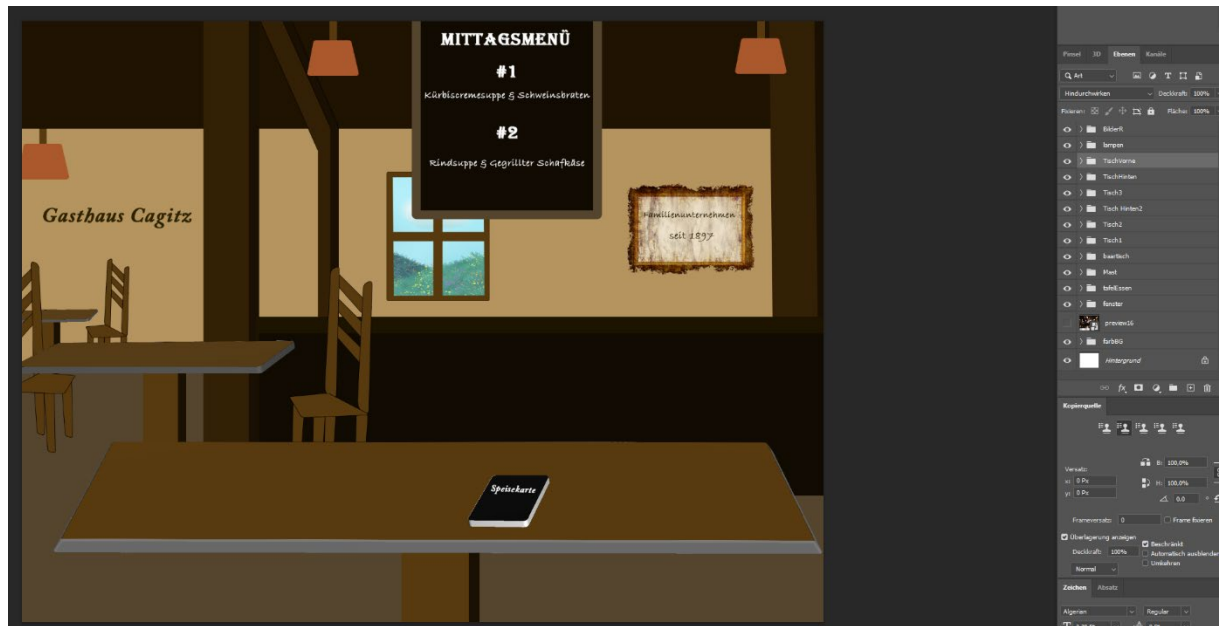 MITTAGSMENÜ
#1
Kürbiscremesuppe & Schweinsbraten
#2
Rindsuppe & Gegrillter Schafkäse
Gasthaus Cagitz
Familienunternehmen
seit 1897
Speisekarte
Pinsel 3D Ebenen Kanäle
Art
Hindurchwirken Deckkraft: 100%
Fixieren: Fläche: 100%
BilderR
lampen
TischVorne
TischHinten
Tisch3
Tisch Hinten2
Tisch2
Tisch1
baartisch
Mast
tafelEssen
fenster
preview16
farbBG
Hintergrund
fx
Kopierquelle
Versatz: B: 100,0%
x: 0 Px H: 100,0%
y: 0 Px 0,0 °
Frameversatz: 0 Frame fixieren
Überlagerung anzeigen Beschränkt
Deckkraft: 100% Automatisch ausblenden
Normal Umkehren
Zeichen Absatz
Algerian Regular